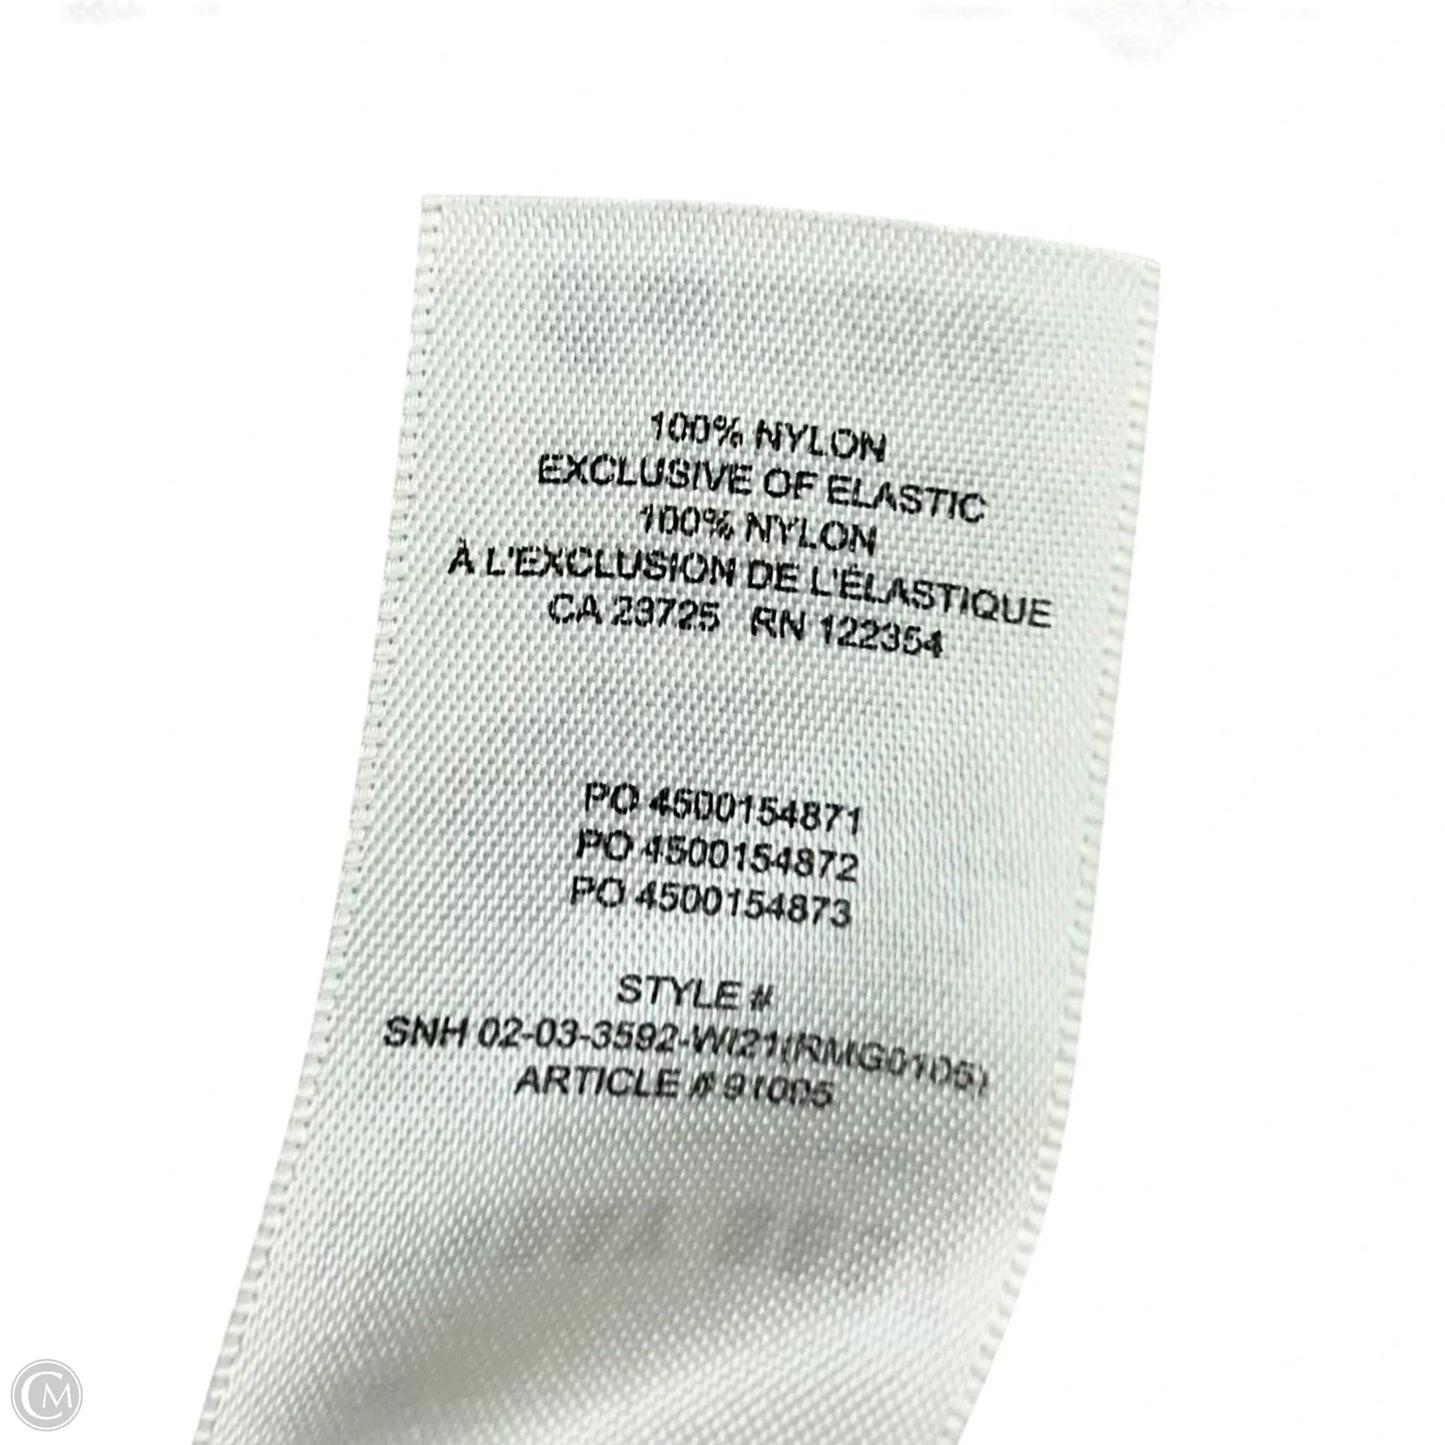 100% NYLON
EXCLUSIVE OF ELASTIC
100% NYLON
À L'EXCLUSION DE L'ÉLASTIQUE
CA 23725 RN 122354
PO 4500154871
PO 4500154872
PO 4500154873
STYLE #
SNH 02-03-3592-WI21(RMG0105)
ARTICLE # 91005
CM